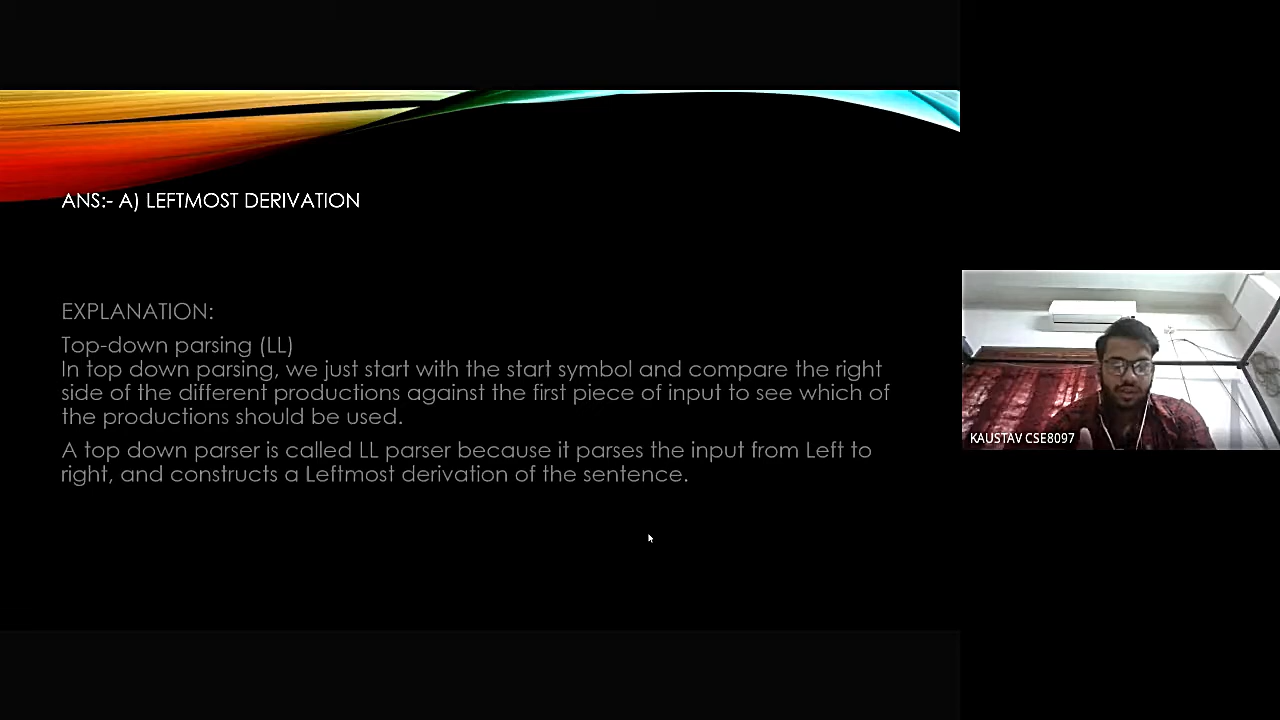 ANS:- A) LEFTMOST DERIVATION
EXPLANATION:
Top-down parsing (LL)
In top down parsing, we just start with the start symbol and compare the right
side of the different productions against the first piece of input to see which of
the productions should be used.
A top down parser is called LL parser because it parses the input from Left to
right, and constructs a Leftmost derivation of the sentence.
KAUSTAV CSE8097